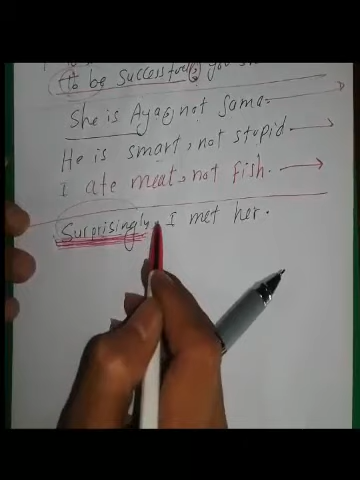 to be successful,
She is Aya, not Sama.
He is smart, not stupid
I ate meat, not fish.
Surprisingly, I met her.